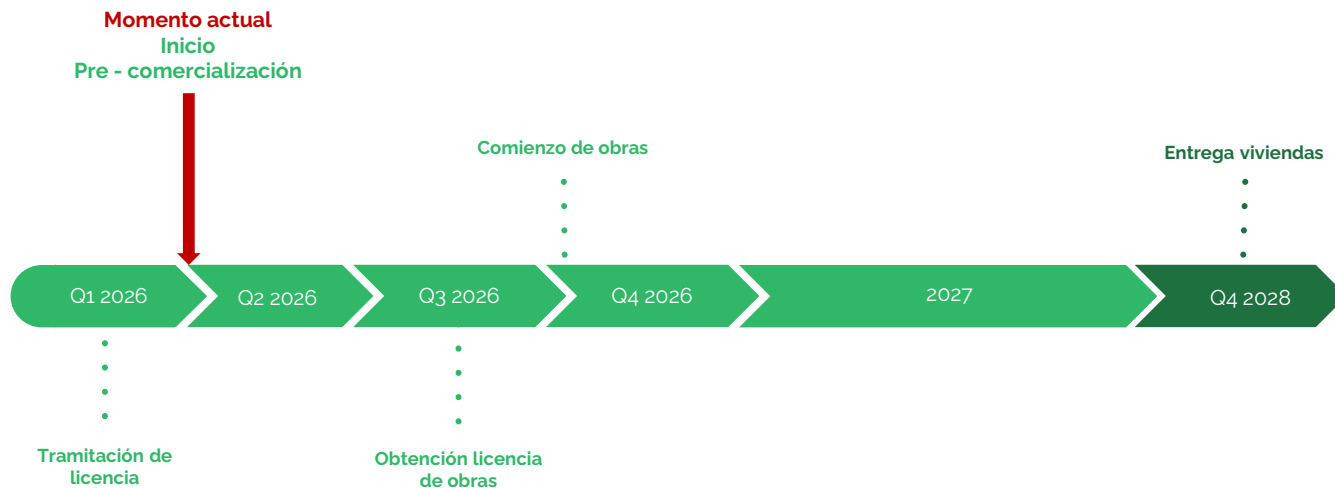 Momento actual
Inicio
Pre - comercialización
Comienzo de obras
Entrega viviendas
Q1 2026
Q2 2026
Q3 2026
Q4 2026
2027
Q4 2028
Tramitación de
licencia
Obtención licencia
de obras